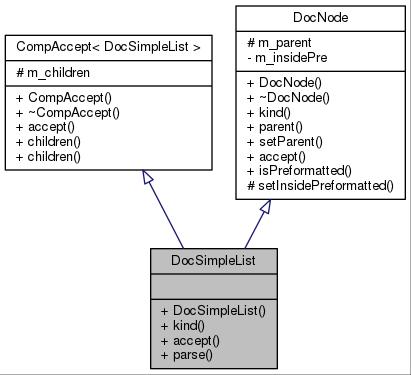 CompAccept< DocSimpleList >
# m_children
+ CompAccept()
+ ~CompAccept()
+ accept()
+ children()
+ children()
DocNode
# m_parent
- m_insidePre
+ DocNode()
+ ~DocNode()
+ kind()
+ parent()
+ setParent()
+ accept()
+ isPreformatted()
# setInsidePreformatted()
DocSimpleList
+ DocSimpleList()
+ kind()
+ accept()
+ parse()